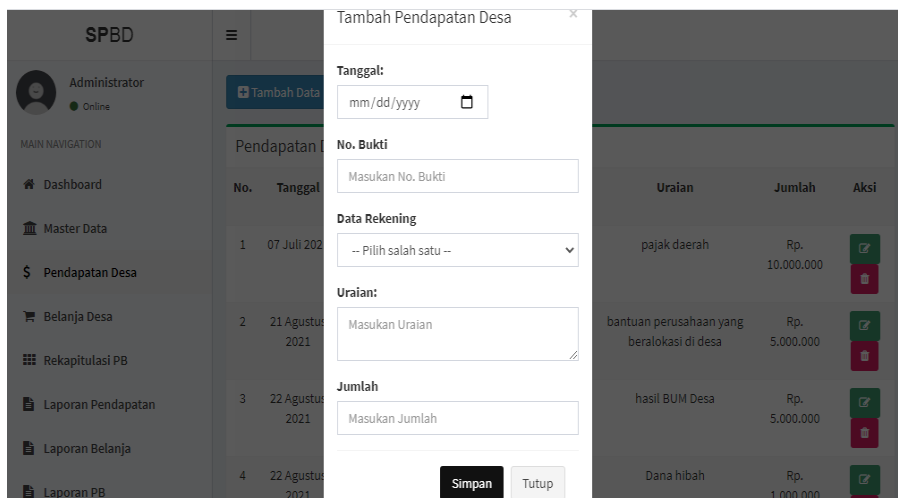 SPBD
Administrator
Online
MAIN NAVIGATION
Dashboard
Master Data
Pendapatan Desa
Belanja Desa
Rekapitulasi PB
Laporan Pendapatan
Laporan Belanja
Laporan PB
Tambah Data
Pendapatan
No. Tanggal Uraian Jumlah Aksi
1 07 Juli 202 pajak daerah Rp.
10.000.000
2 21 Agustus bantuan perusahaan yang Rp.
2021 beralokasi di desa 5.000.000
3 22 Agustus hasil BUM Desa Rp.
2021 5.000.000
4 22 Agustus Dana hibah Rp.
2021 1.000.000
Tambah Pendapatan Desa ×
Tanggal:
mm/dd/yyyy
No. Bukti
Masukan No. Bukti
Data Rekening
-- Pilih salah satu --
Uraian:
Masukan Uraian
Jumlah
Masukan Jumlah
Simpan Tutup